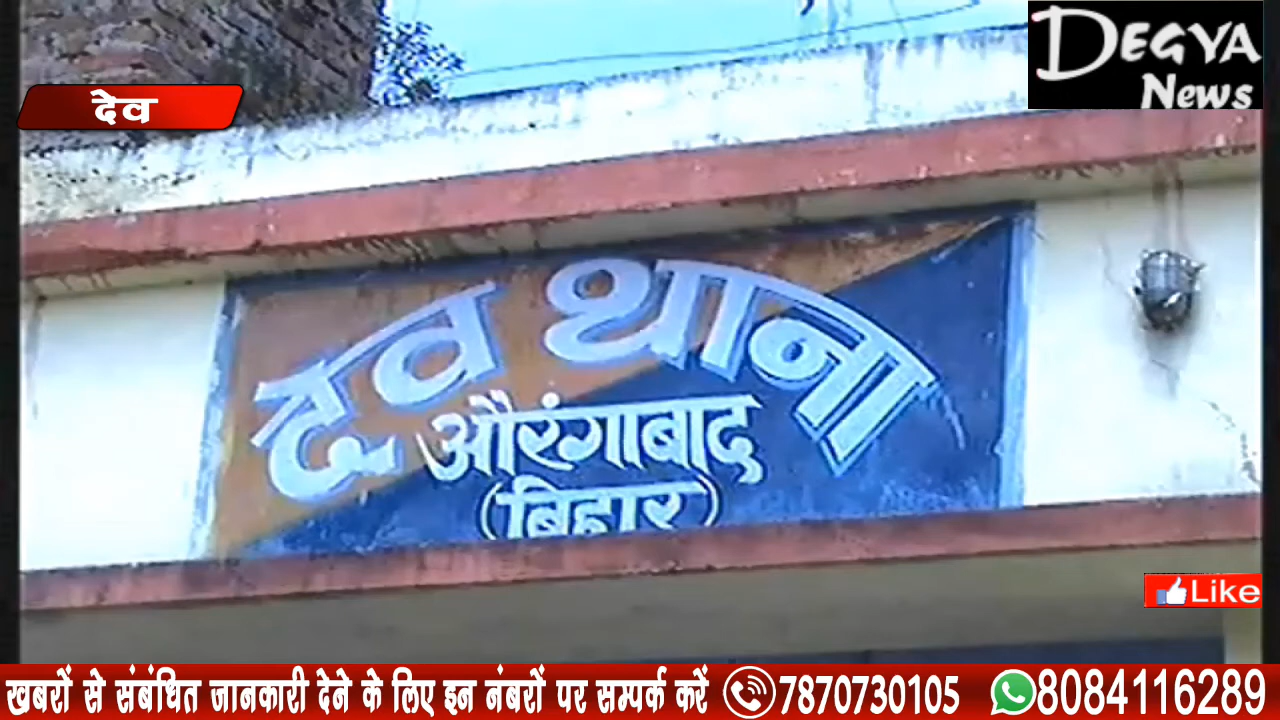 DEGYA
News
देव
देव थाना
औरंगाबाद
(बिहार)
Like
खबरों से संबंधित जानकारी देने के लिए इन नंबरों पर सम्पर्क करें 7870730105 8084116289